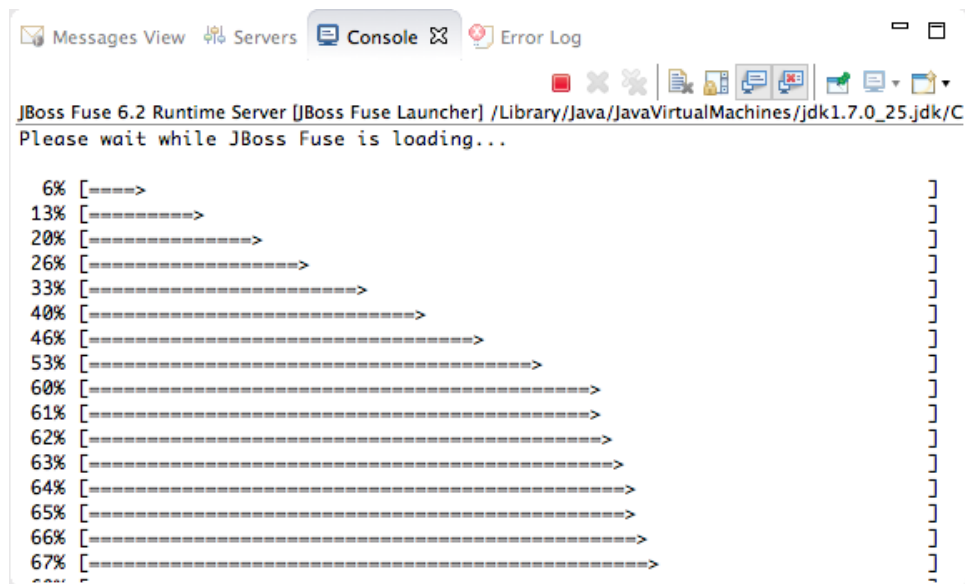 Messages View Servers Console Error Log
JBoss Fuse 6.2 Runtime Server [JBoss Fuse Launcher] /Library/Java/JavaVirtualMachines/jdk1.7.0_25.jdk/C
Please wait while JBoss Fuse is loading...
6% [====> ]
13% [=========> ]
20% [==============> ]
26% [==================> ]
33% [=======================> ]
40% [============================> ]
46% [=================================> ]
53% [======================================> ]
60% [===========================================> ]
61% [===========================================> ]
62% [============================================> ]
63% [=============================================> ]
64% [==============================================> ]
65% [==============================================> ]
66% [===============================================> ]
67% [================================================> ]